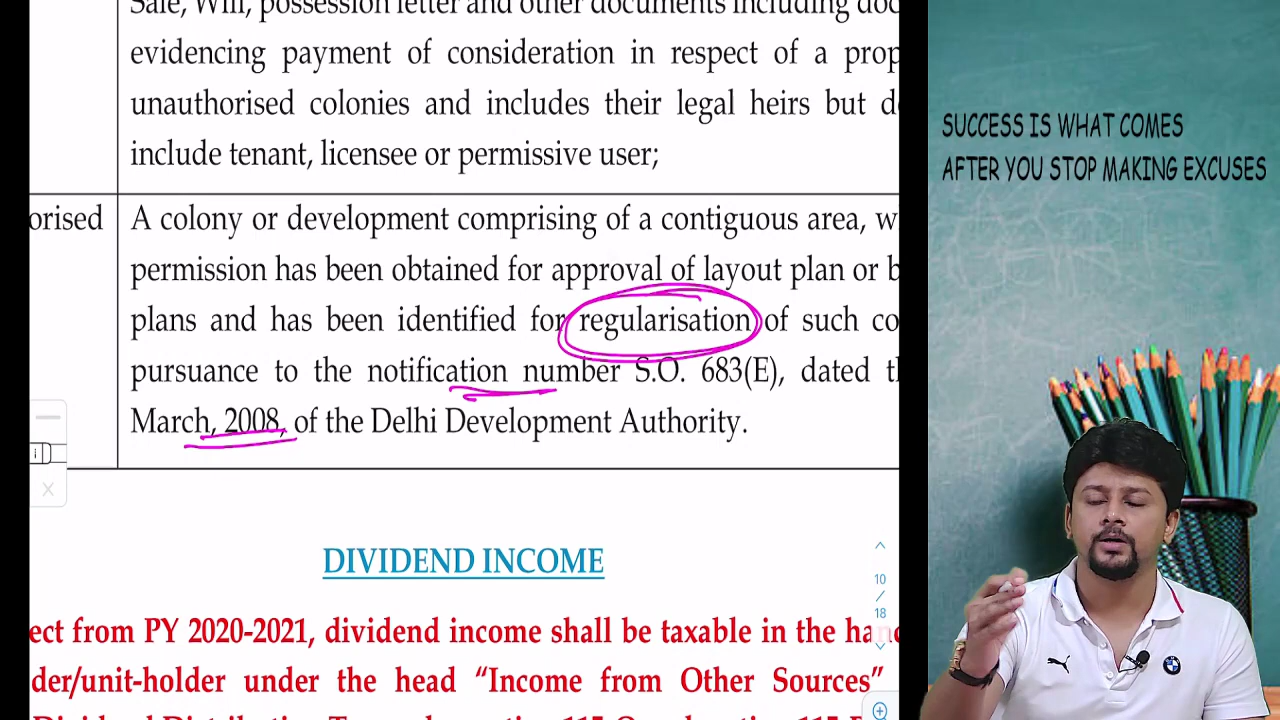 Sale, Will, possession letter and other documents including doc
evidencing payment of consideration in respect of a prop
unauthorised colonies and includes their legal heirs but d
include tenant, licensee or permissive user;
orised
A colony or development comprising of a contiguous area, w
permission has been obtained for approval of layout plan or b
plans and has been identified for regularisation of such co
pursuance to the notification number S.O. 683(E), dated t
March, 2008, of the Delhi Development Authority.
DIVIDEND INCOME
ect from PY 2020-2021, dividend income shall be taxable in the han
der/unit-holder under the head “Income from Other Sources”
10
/
18
SUCCESS IS WHAT COMES
AFTER YOU STOP MAKING EXCUSES